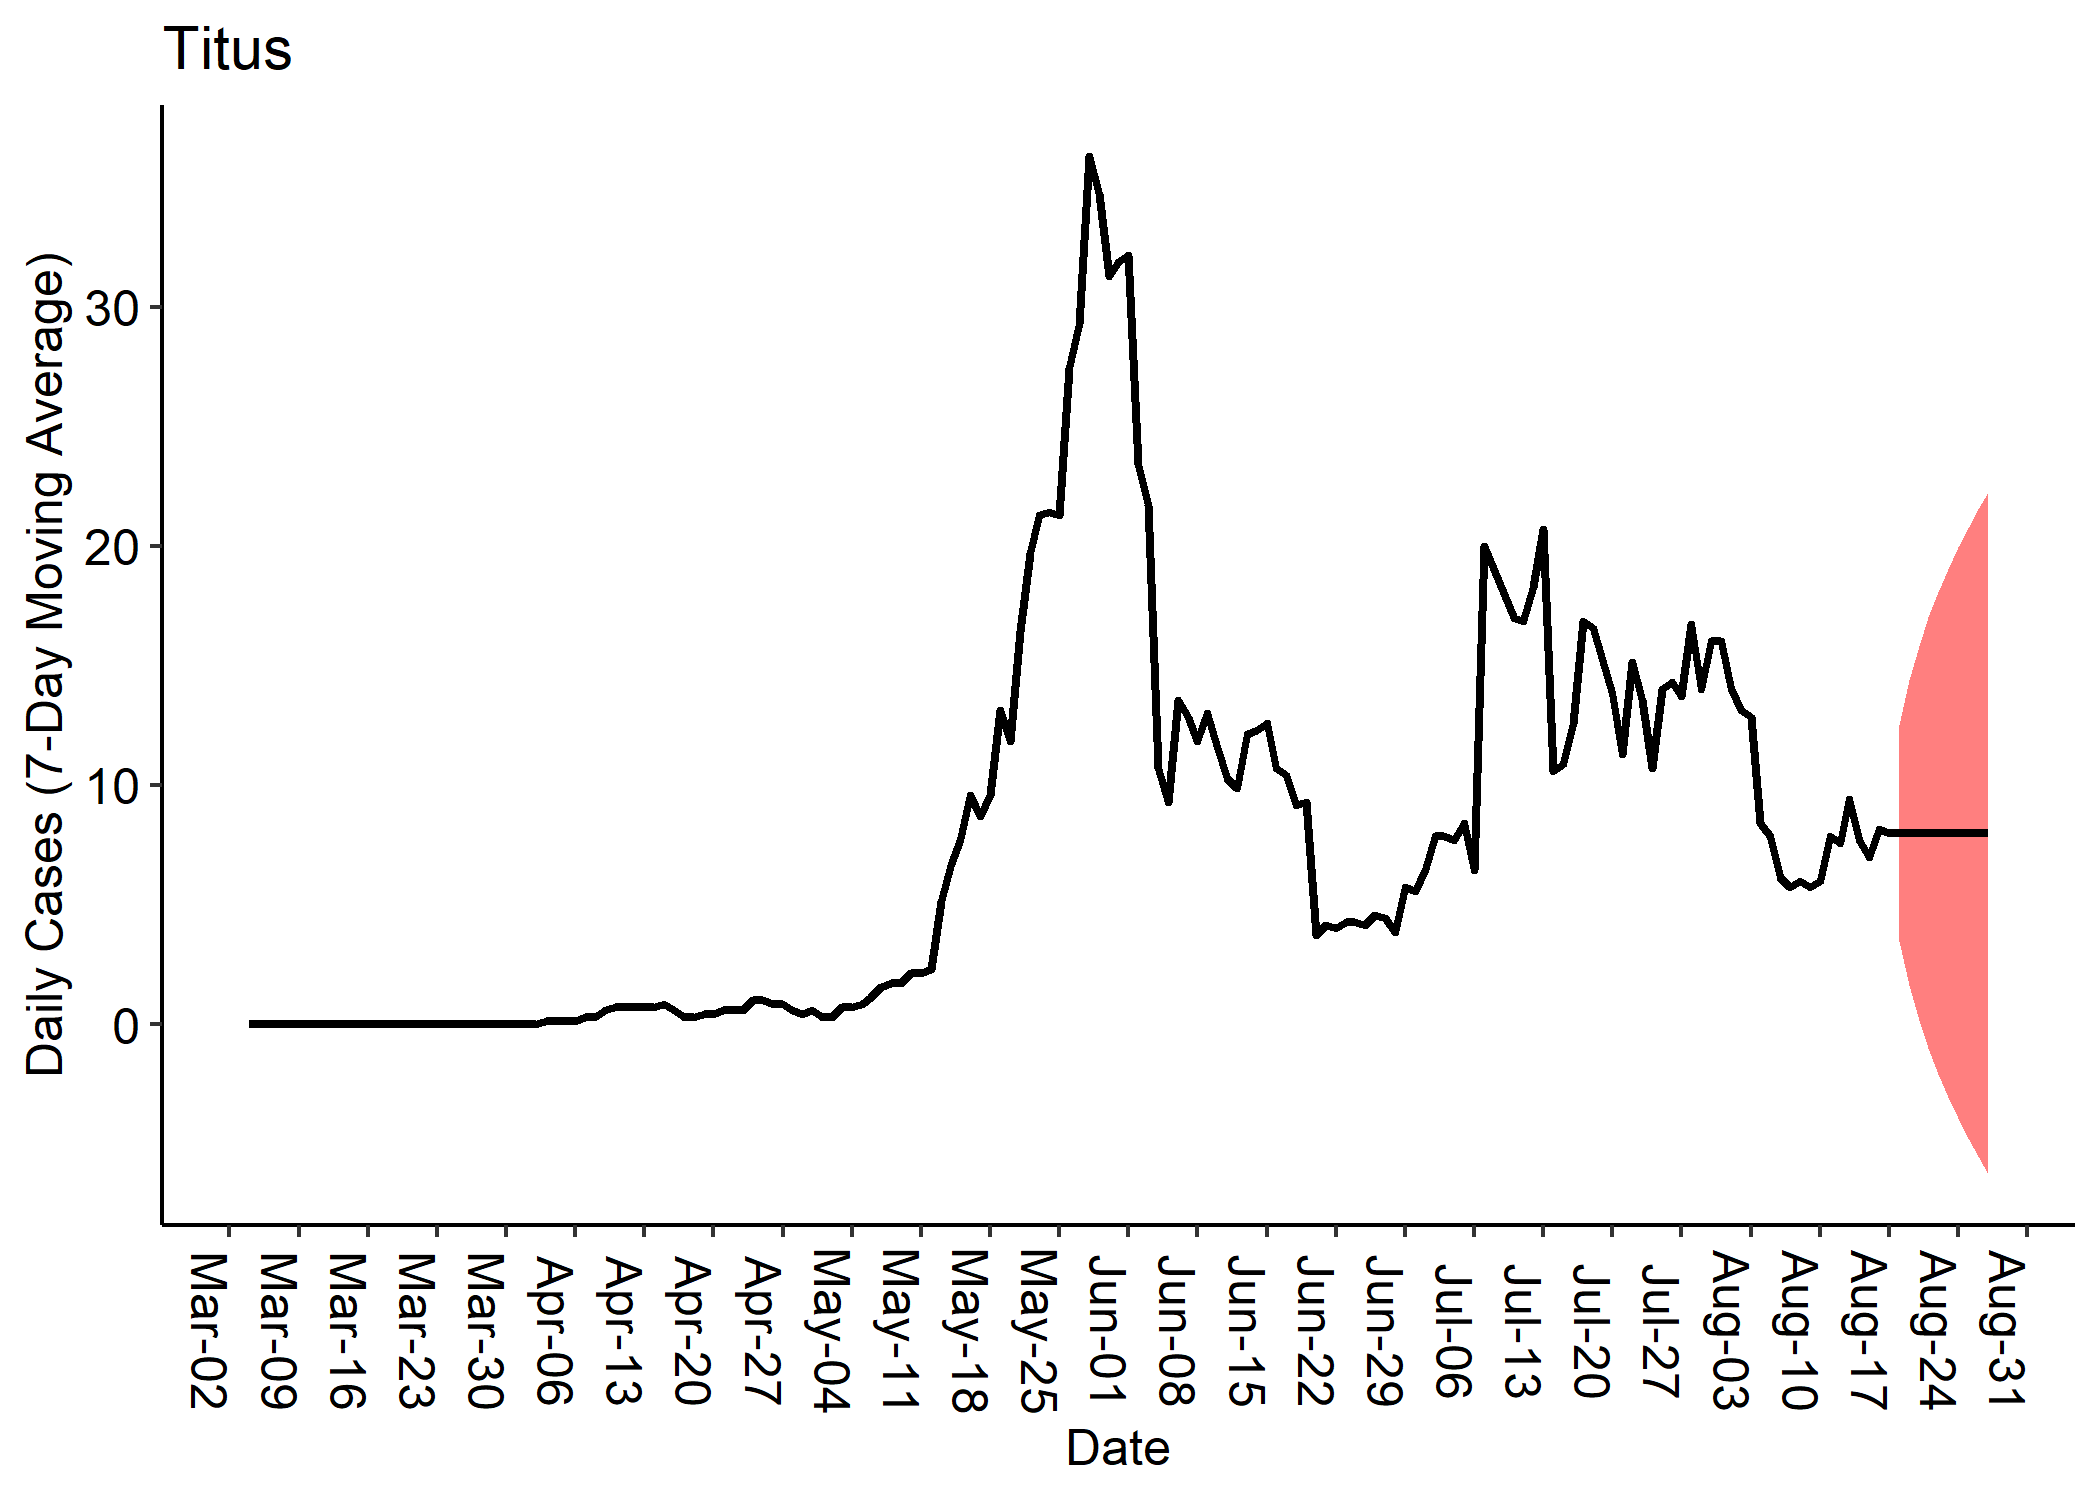 Titus
Daily Cases (7-Day Moving Average)
30
20
10
0
Mar-02
Mar-09
Mar-16
Mar-23
Mar-30
Apr-06
Apr-13
Apr-20
Apr-27
May-04
May-11
May-18
May-25
Jun-01
Jun-08
Jun-15
Jun-22
Jun-29
Jul-06
Jul-13
Jul-20
Jul-27
Aug-03
Aug-10
Aug-17
Aug-24
Aug-31
Date